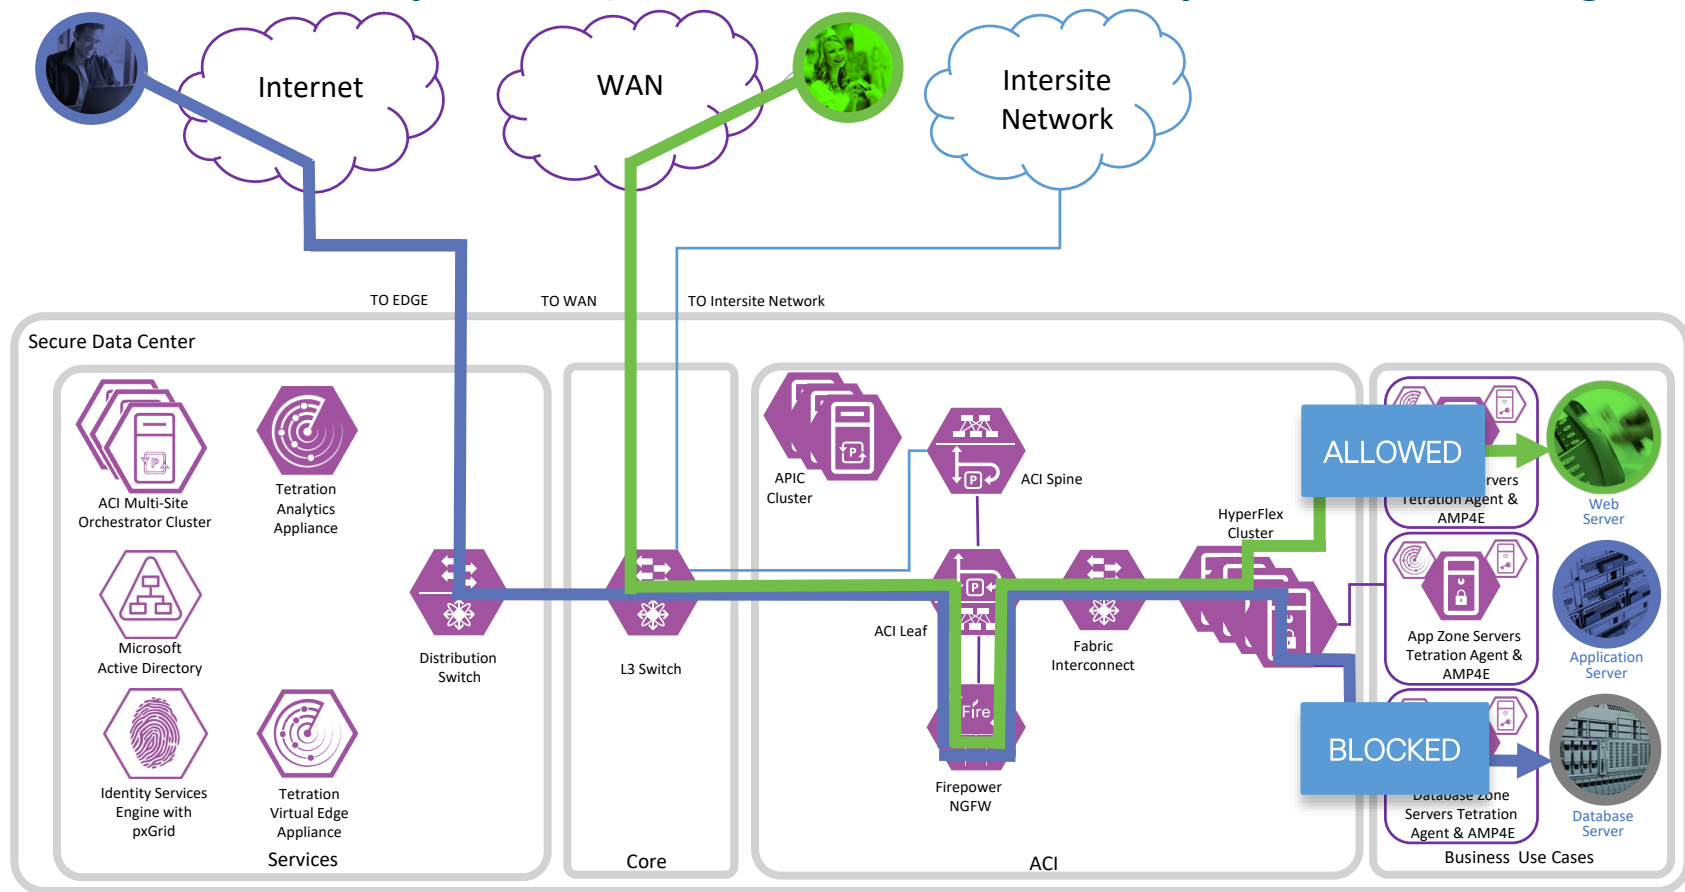 Internet
WAN
Intersite
Network
TO EDGE
TO WAN
TO Intersite Network
Secure Data Center
ACI Multi-Site
Orchestrator Cluster
Tetration
Analytics
Appliance
Microsoft
Active Directory
Identity Services
Engine with
pxGrid
Tetration
Virtual Edge
Appliance
Distribution
Switch
Services
L3 Switch
Core
APIC
Cluster
ACI Spine
ACI Leaf
Fire
Firepower
NGFW
Fabric
Interconnect
HyperFlex
Cluster
ACI
ALLOWED
Tetration Agent &
AMP4E
Web
Server
App Zone Servers
Tetration Agent &
AMP4E
Application
Server
BLOCKED
Database Zone
Servers Tetration
Agent & AMP4E
Database
Server
Business Use Cases